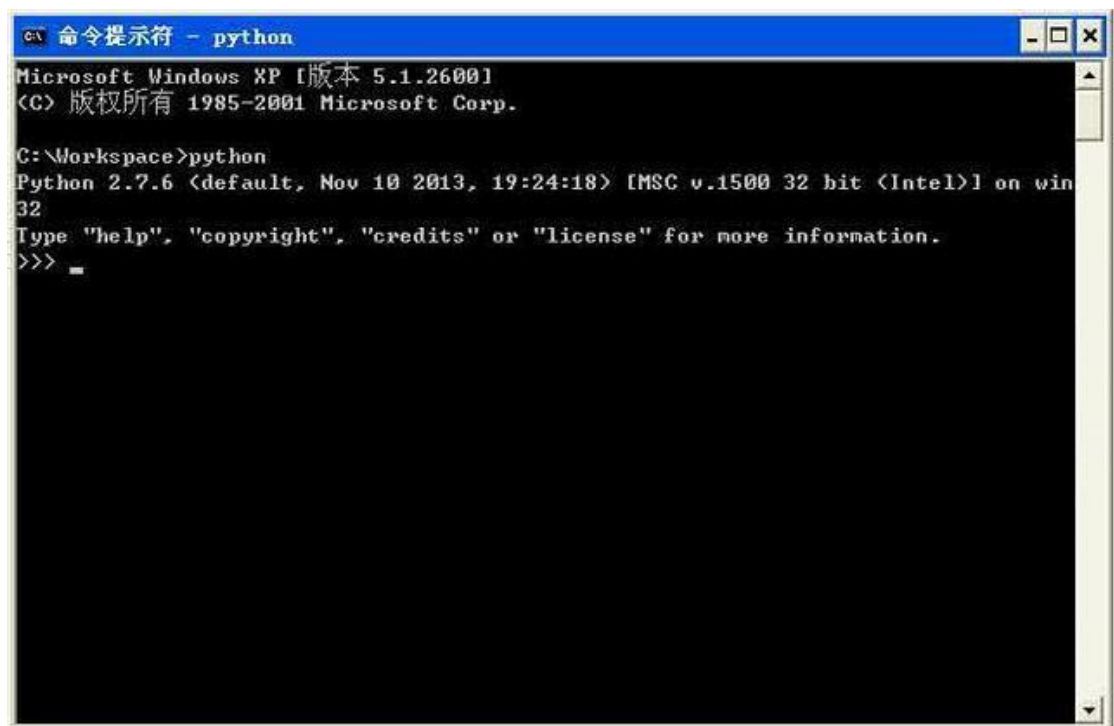 命令提示符 - python
Microsoft Windows XP [版本 5.1.2600]
(C) 版权所有 1985-2001 Microsoft Corp.
C:\Workspace>python
Python 2.7.6 (default, Nov 10 2013, 19:24:18) [MSC v.1500 32 bit (Intel)] on win
32
Type "help", "copyright", "credits" or "license" for more information.
>>> _